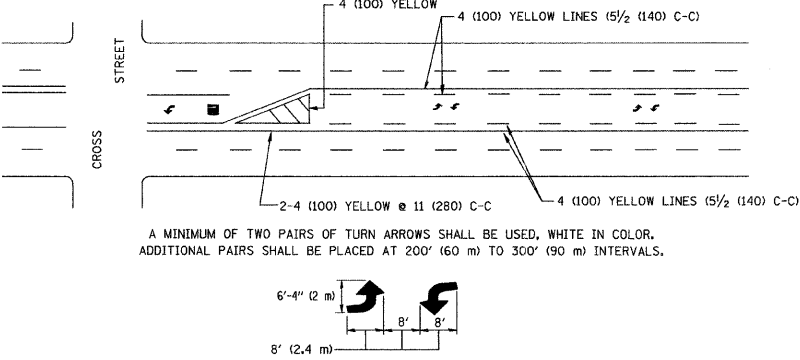 4 (100) YELLOW
4 (100) YELLOW LINES (5½ (140) C-C)
STREET
CROSS
2-4 (100) YELLOW @ 11 (280) C-C
4 (100) YELLOW LINES (5½ (140) C-C)
A MINIMUM OF TWO PAIRS OF TURN ARROWS SHALL BE USED, WHITE IN COLOR.
ADDITIONAL PAIRS SHALL BE PLACED AT 200' (60 m) TO 300' (90 m) INTERVALS.
6'-4" (2 m)
8' 8'
8' (2.4 m)